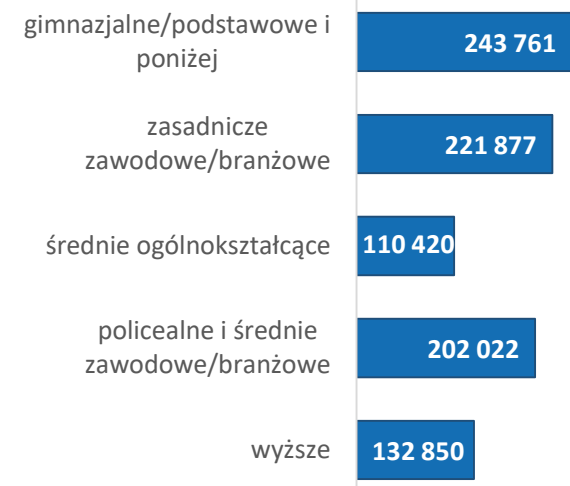 gimnazjalne/podstawowe i
poniżej
243 761
zasadnicze
zawodowe/branżowe
221 877
średnie ogólnokształcące
110 420
policealne i średnie
zawodowe/branżowe
202 022
wyższe
132 850